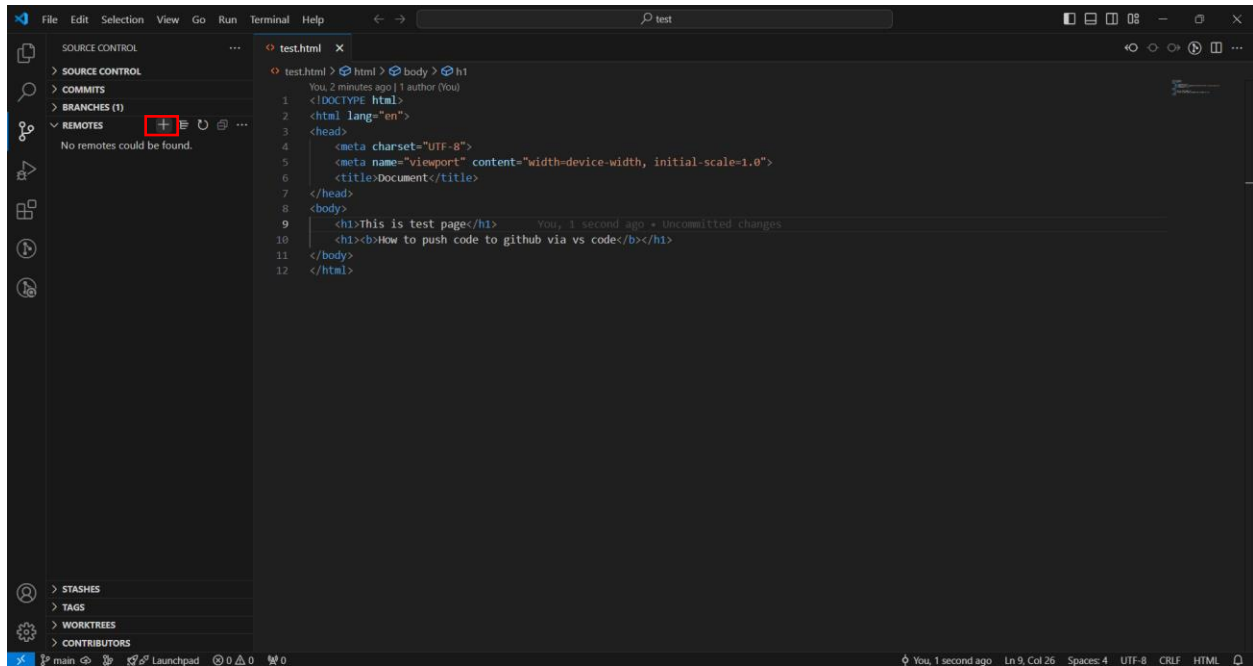 File Edit Selection View Go Run Terminal Help
test
SOURCE CONTROL
SOURCE CONTROL
COMMITS
BRANCHES (1)
REMOTES
No remotes could be found.
STASHES
TAGS
WORKTREES
CONTRIBUTORS
test.html
test.html > html > body > h1
You, 2 minutes ago | 1 author (You)
1 <!DOCTYPE html>
2 <html lang="en">
3 <head>
4 <meta charset="UTF-8">
5 <meta name="viewport" content="width=device-width, initial-scale=1.0">
6 <title>Document</title>
7 </head>
8 <body>
9 <h1>This is test page</h1> You, 1 second ago • Uncommitted changes
10 <h1><b>How to push code to github via vs code</b></h1>
11 </body>
12 </html>
main Launchpad 0 0 0 You, 1 second ago Ln 9, Col 26 Spaces: 4 UTF-8 CRLF HTML